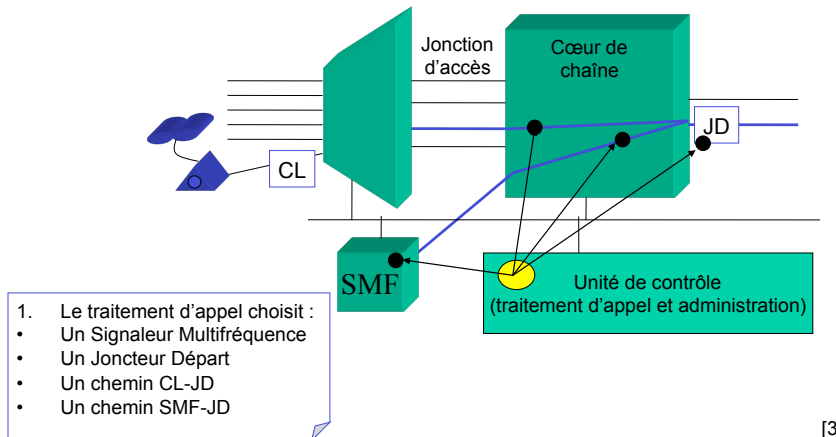 Jonction
d'accès
Cœur de
chaîne
JD
CL
SMF
Unité de contrôle
(traitement d'appel et administration)
1. Le traitement d'appel choisit :
• Un Signaleur Multifréquence
• Un Joncteur Départ
• Un chemin CL-JD
• Un chemin SMF-JD
[3